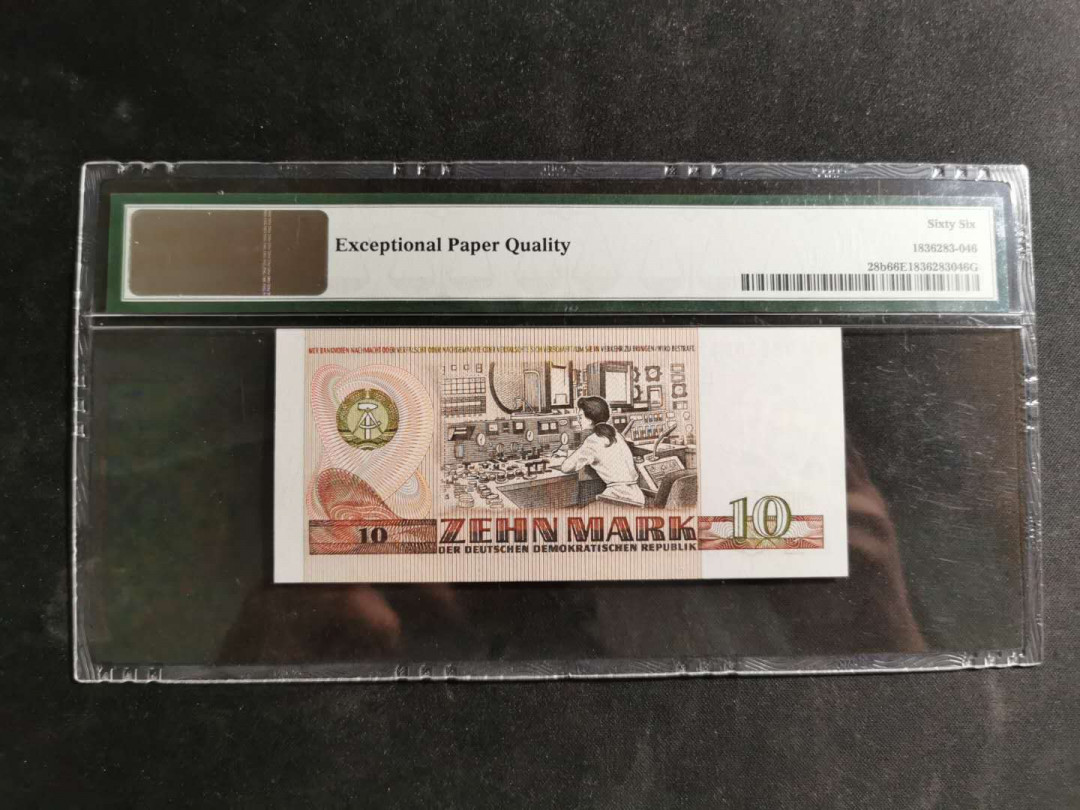 Exceptional Paper Quality
Sixty Six
1836283-046
28b66E1836283046G
10
ZEHN MARK
DER DEUTSCHEN DEMOKRATISCHEN REPUBLIK
10